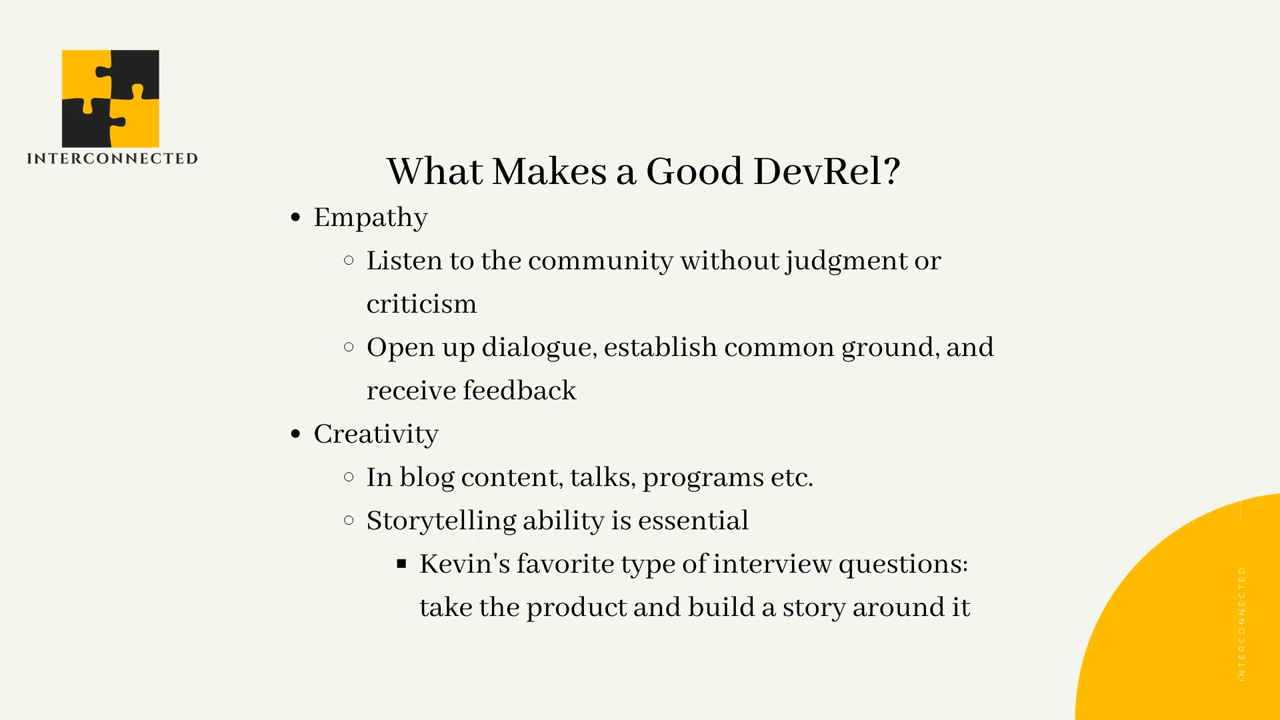 INTERCONNECTED
What Makes a Good DevRel?
• Empathy
○ Listen to the community without judgment or
criticism
○ Open up dialogue, establish common ground, and
receive feedback
• Creativity
○ In blog content, talks, programs etc.
○ Storytelling ability is essential
▪ Kevin's favorite type of interview questions:
take the product and build a story around it
INTERCONNECTED